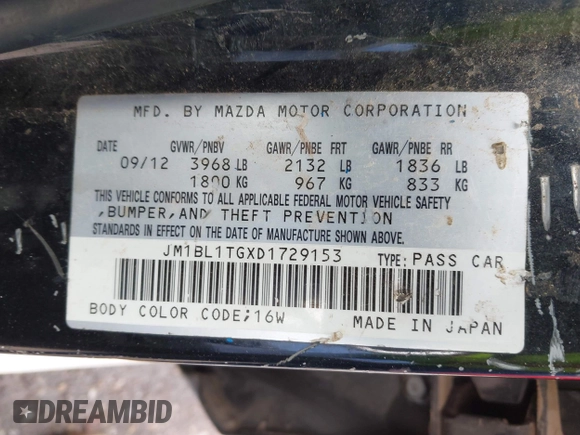 MFD. BY MAZDA MOTOR CORPORATION
DATE GVWR/PNBV GAWR/PNBE FRT GAWR/PNBE RR
09/12 3968 LB 2132 LB 1836 LB
1800 KG 967 KG 833 KG
THIS VEHICLE CONFORMS TO ALL APPLICABLE FEDERAL MOTOR VEHICLE SAFETY
,BUMPER,AND THEFT PREVENTION
STANDARDS IN EFFECT ON THE DATE OF MANUFACTURE SHOWN ABOVE.
JM1BL1TGXD1729153 TYPE: PASS CAR
BODY COLOR CODE;16W MADE IN JAPAN
DREAMBID